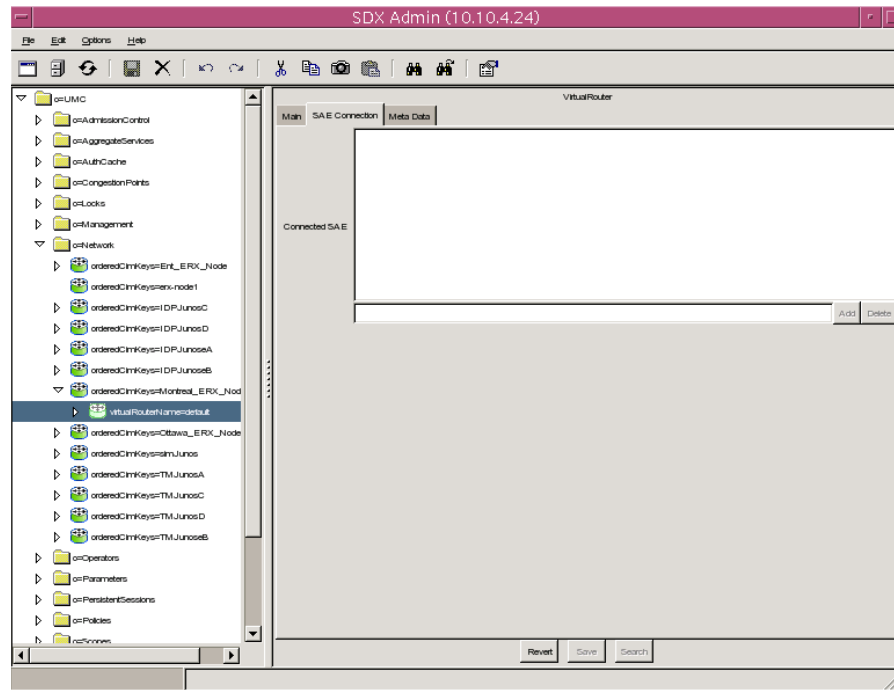 SDX Admin (10.10.4.24)
File Edit Options Help
VirtualRouter
Main SAE Connection Meta Data
o=UMC
o=AdmissionControl
o=AggregateServices
o=AuthCache
o=CongestionPoints
o=Locks
o=Management
o=Network
orderedCimKeys=Ent_ERX_Node
orderedCimKeys=erx-node1
orderedCimKeys=IDPJunosC
orderedCimKeys=IDPJunosD
orderedCimKeys=IDPJunoseA
orderedCimKeys=IDPJunoseB
orderedCimKeys=Montreal_ERX_Nod
virtualRouterName=default
orderedCimKeys=Ottawa_ERX_Node
orderedCimKeys=simJunos
orderedCimKeys=TMJunosA
orderedCimKeys=TMJunosC
orderedCimKeys=TMJunosD
orderedCimKeys=TMJunoseB
o=Operators
o=Parameters
o=PersistentSessions
o=Policies
o=Scopes
Connected SAE
Add Delete
Revert Save Search